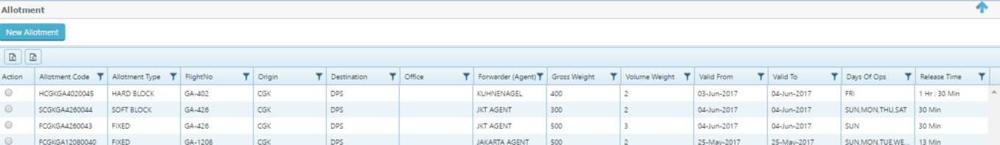 Allotment
New Allotment
Action Allotment Code Allotment Type FlightNo Origin Destination Office Forwarder (Agent) Gross Weight Volume Weight Valid From Valid To Days Of Ops Release Time
HCGKGA4020045 HARD BLOCK GA-402 CGK DPS KUHNENAGEL 400 2 03-Jun-2017 04-Jun-2017 FRI 1 Hr : 30 Min
SCGKGA4260044 SOFT BLOCK GA-426 CGK DPS JKT AGENT 300 2 04-Jun-2017 04-Jun-2017 SUN,MON,THU,SAT 30 Min
FCGKGA4260043 FIXED GA-426 CGK DPS JKT AGENT 500 3 04-Jun-2017 04-Jun-2017 SUN 30 Min
FCGKGA12080040 FIXED GA-1208 CGK DPS JAKARTA AGENT 500 2 25-May-2017 25-May-2017 SUN,MON,TUE,WE... 13 Min